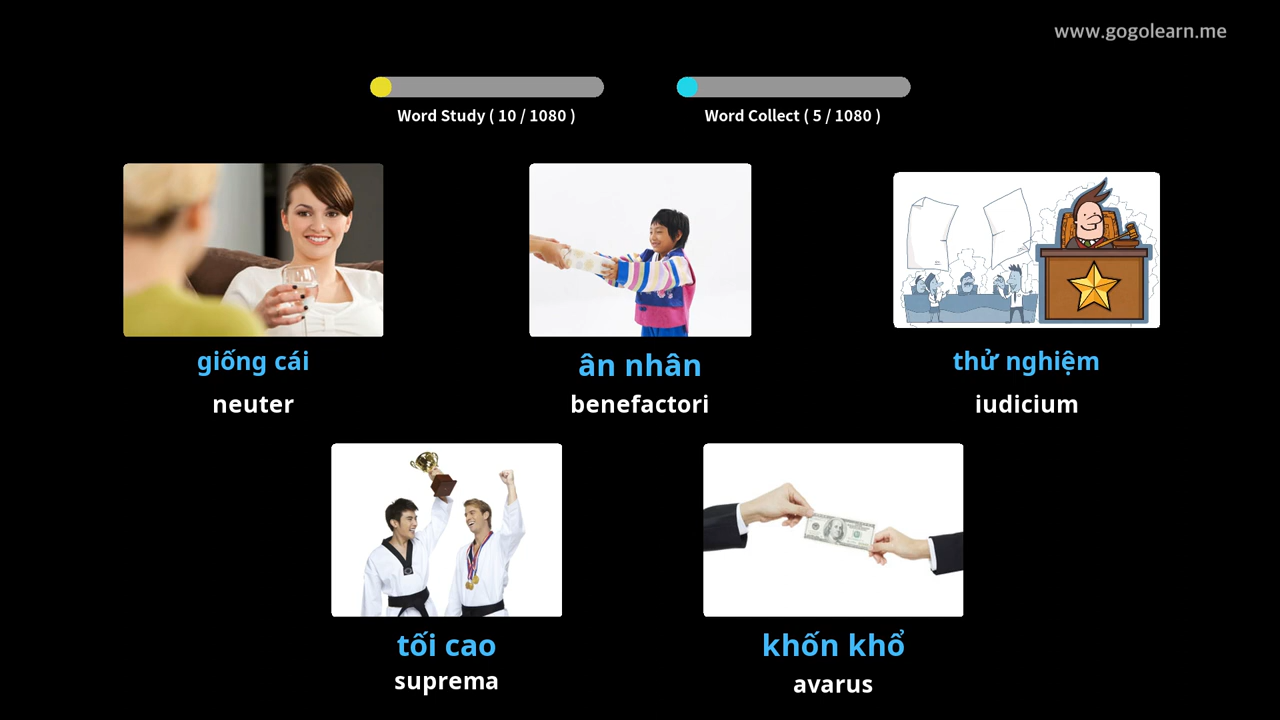 www.gogolearn.me
Word Study ( 10 / 1080 )
Word Collect ( 5 / 1080 )
giống cái
neuter
ân nhân
benefactori
thử nghiệm
iudicium
tối cao
suprema
khốn khổ
avarus